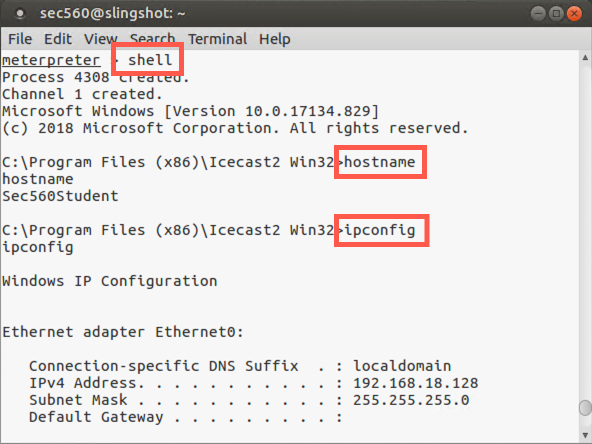 sec560@slingshot: ~
File Edit View Search Terminal Help
meterpreter > shell
Process 4308 created.
Channel 1 created.
Microsoft Windows [Version 10.0.17134.829]
(c) 2018 Microsoft Corporation. All rights reserved.
C:\Program Files (x86)\Icecast2 Win32>hostname
hostname
Sec560Student
C:\Program Files (x86)\Icecast2 Win32>ipconfig
ipconfig
Windows IP Configuration
Ethernet adapter Ethernet0:
Connection-specific DNS Suffix  . : localdomain
IPv4 Address. . . . . . . . . . . : 192.168.18.128
Subnet Mask . . . . . . . . . . . : 255.255.255.0
Default Gateway . . . . . . . . . :